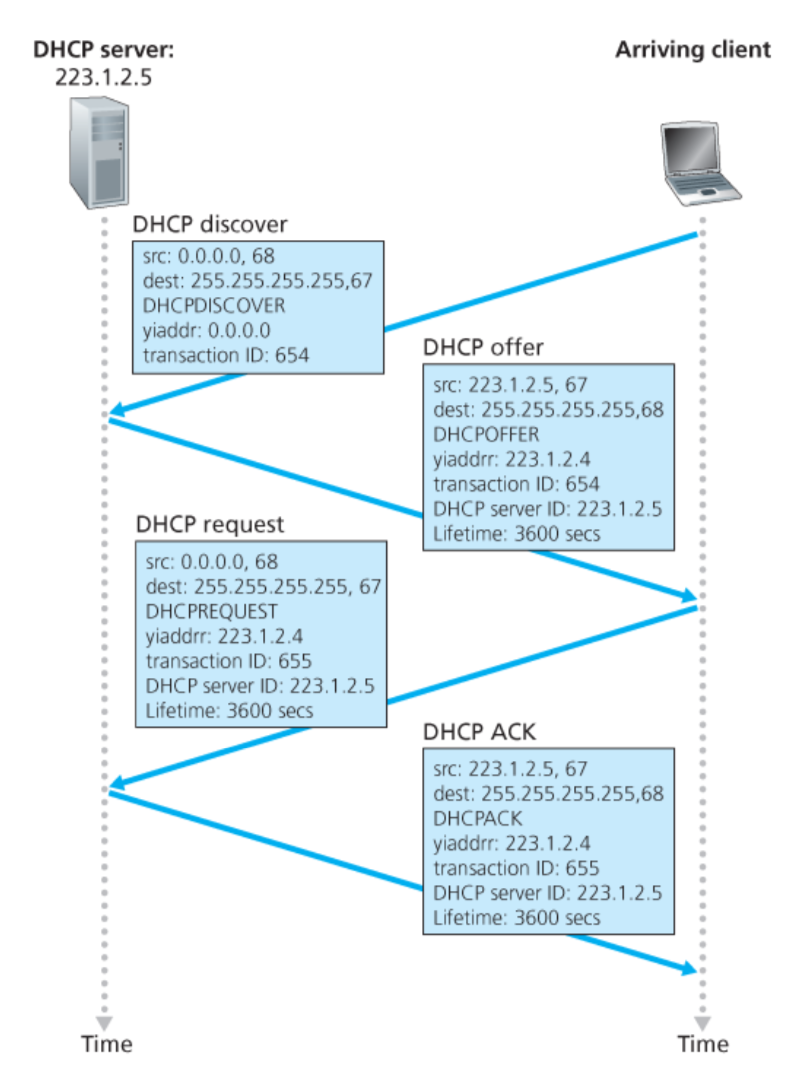 DHCP server:
223.1.2.5
Arriving client
DHCP discover
src: 0.0.0.0, 68
dest: 255.255.255.255,67
DHCPDISCOVER
yiaddr: 0.0.0.0
transaction ID: 654
DHCP offer
src: 223.1.2.5, 67
dest: 255.255.255.255,68
DHCPOFFER
yiaddrr: 223.1.2.4
transaction ID: 654
DHCP server ID: 223.1.2.5
Lifetime: 3600 secs
DHCP request
src: 0.0.0.0, 68
dest: 255.255.255.255, 67
DHCPREQUEST
yiaddrr: 223.1.2.4
transaction ID: 655
DHCP server ID: 223.1.2.5
Lifetime: 3600 secs
DHCP ACK
src: 223.1.2.5, 67
dest: 255.255.255.255,68
DHCPACK
yiaddrr: 223.1.2.4
transaction ID: 655
DHCP server ID: 223.1.2.5
Lifetime: 3600 secs
Time
Time